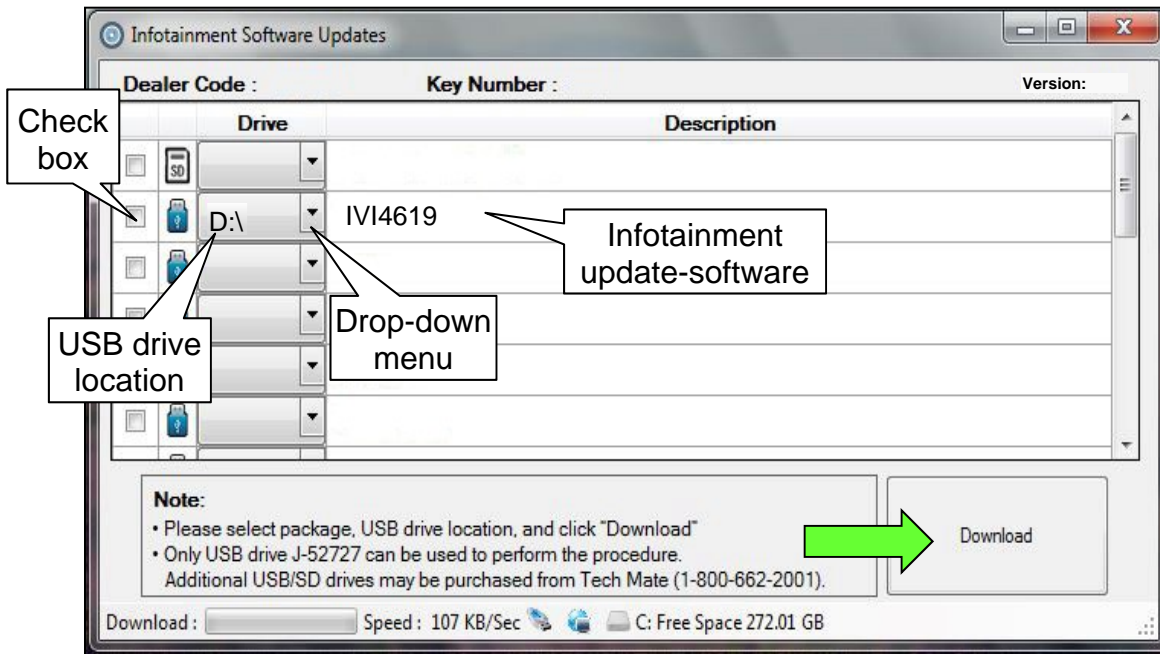 Infotainment Software Updates
Dealer Code :
Key Number :
Version:
Drive
Description
Check
box
SD
D:\
IVI4619
Infotainment
update-software
USB drive
location
Drop-down
menu
Note:
• Please select package, USB drive location, and click "Download"
• Only USB drive J-52727 can be used to perform the procedure.
Additional USB/SD drives may be purchased from Tech Mate (1-800-662-2001).
Download
Download :
Speed : 107 KB/Sec
C: Free Space 272.01 GB